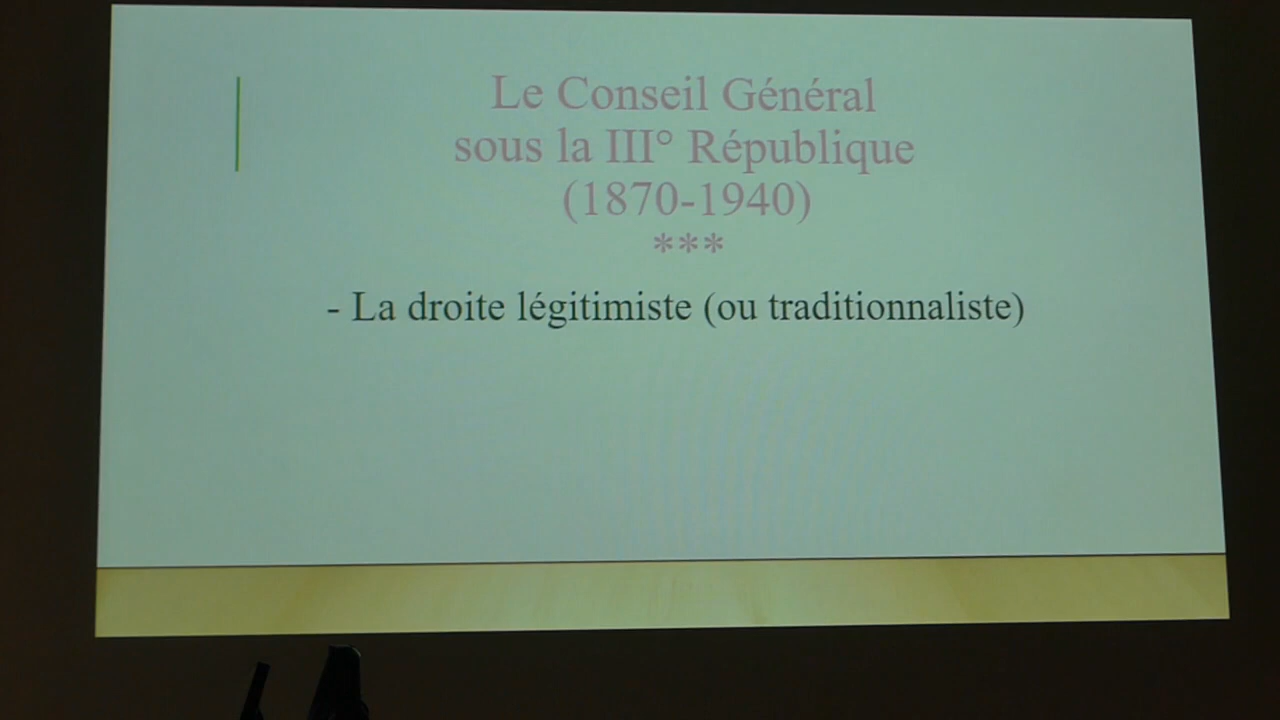 Le Conseil Général
sous la III° République
(1870-1940)
***
- La droite légitimiste (ou traditionnaliste)